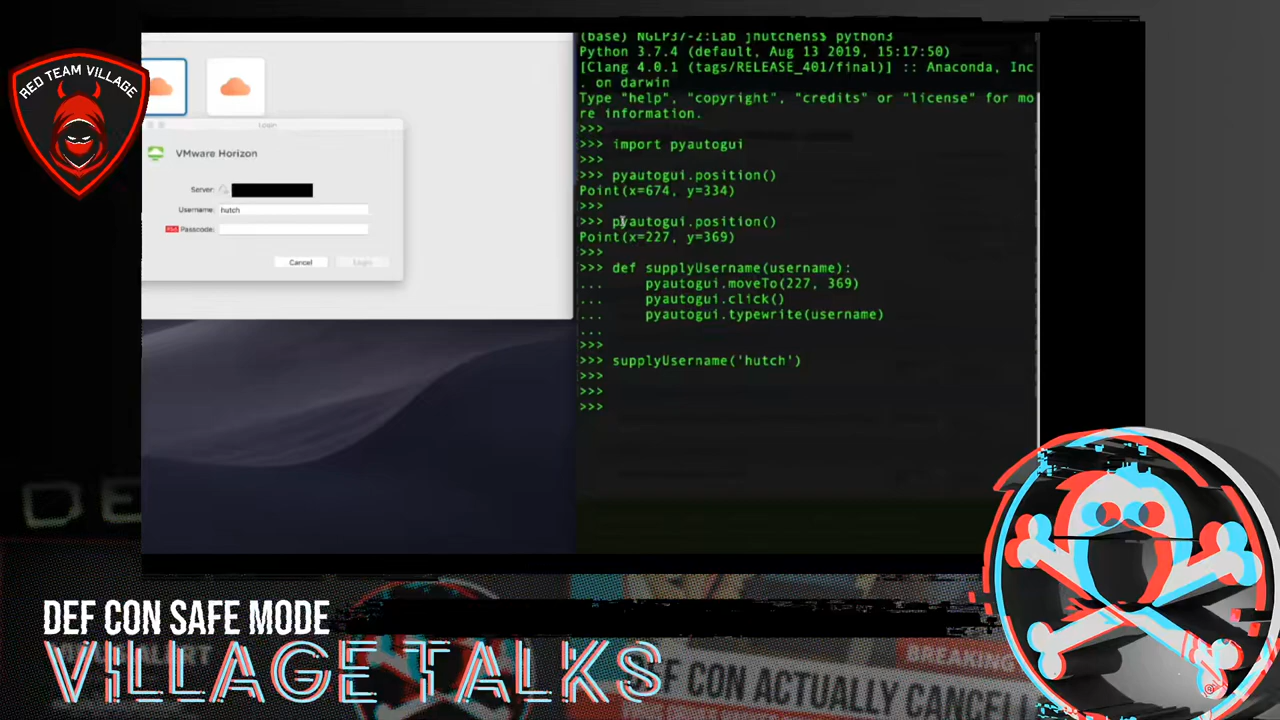 RED TEAM VILLAGE
Login
VMware Horizon
Server:
Username: hutch
Passcode:
Cancel
Login
(base) NGLP37-2:Lab jhutchens$ python3
Python 3.7.4 (default, Aug 13 2019, 15:17:50)
[Clang 4.0.1 (tags/RELEASE_401/final)] :: Anaconda, Inc
. on darwin
Type "help", "copyright", "credits" or "license" for mo
re information.
>>>
>>> import pyautogui
>>>
>>> pyautogui.position()
Point(x=674, y=334)
>>>
>>> pyautogui.position()
Point(x=227, y=369)
>>>
>>> def supplyUsername(username):
...     pyautogui.moveTo(227, 369)
...     pyautogui.click()
...     pyautogui.typewrite(username)
...
>>>
>>> supplyUsername('hutch')
>>>
>>>
>>>
DE
DEF CON SAFE MODE
VILLAGE TALKS
BREAKING
DEF CON ACTUALLY CANCEL